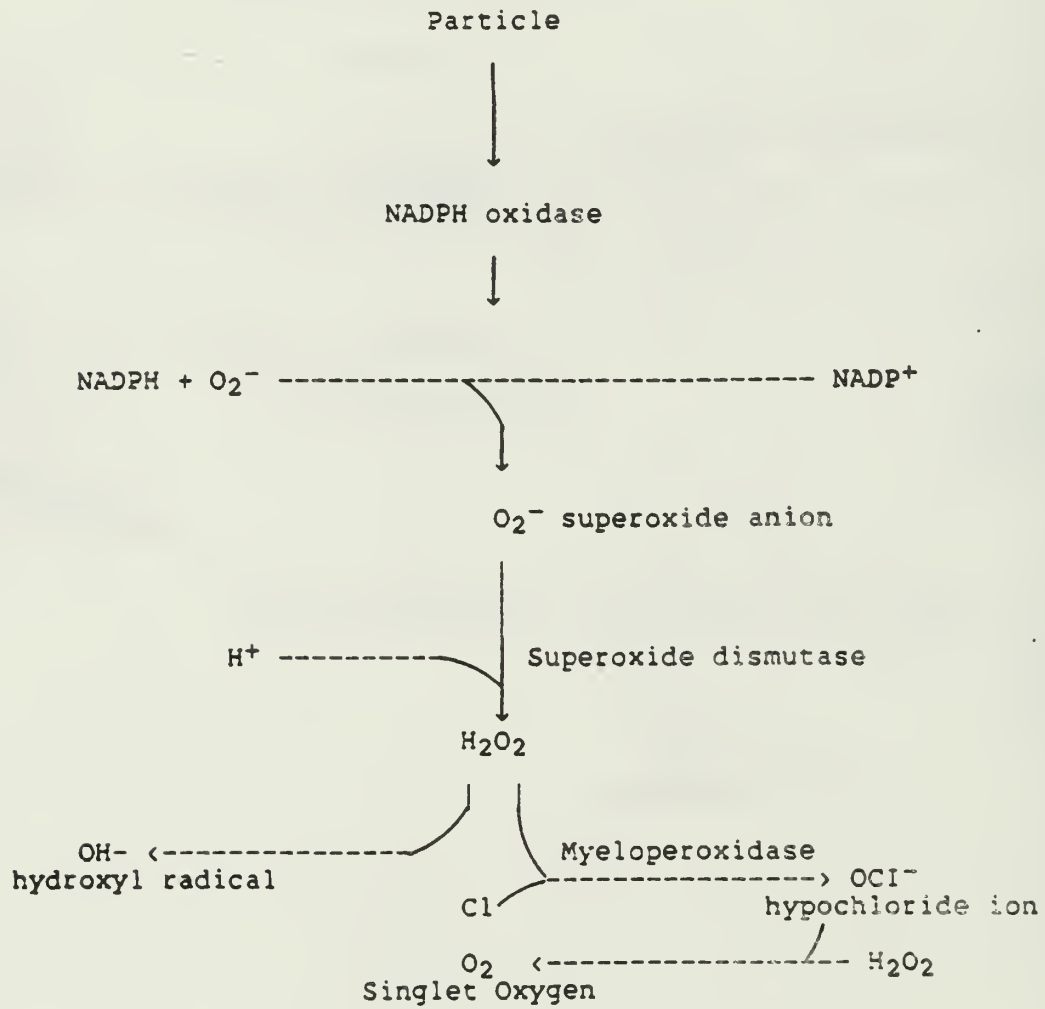 Particle
NADPH oxidase
NADPH + O₂⁻ NADP⁺
O₂⁻ superoxide anion
H⁺ Superoxide dismutase
H₂O₂
OH-
hydroxyl radical
Myeloperoxidase
OCI⁻
hypochloride ion
Cl
O₂ H₂O₂
Singlet Oxygen